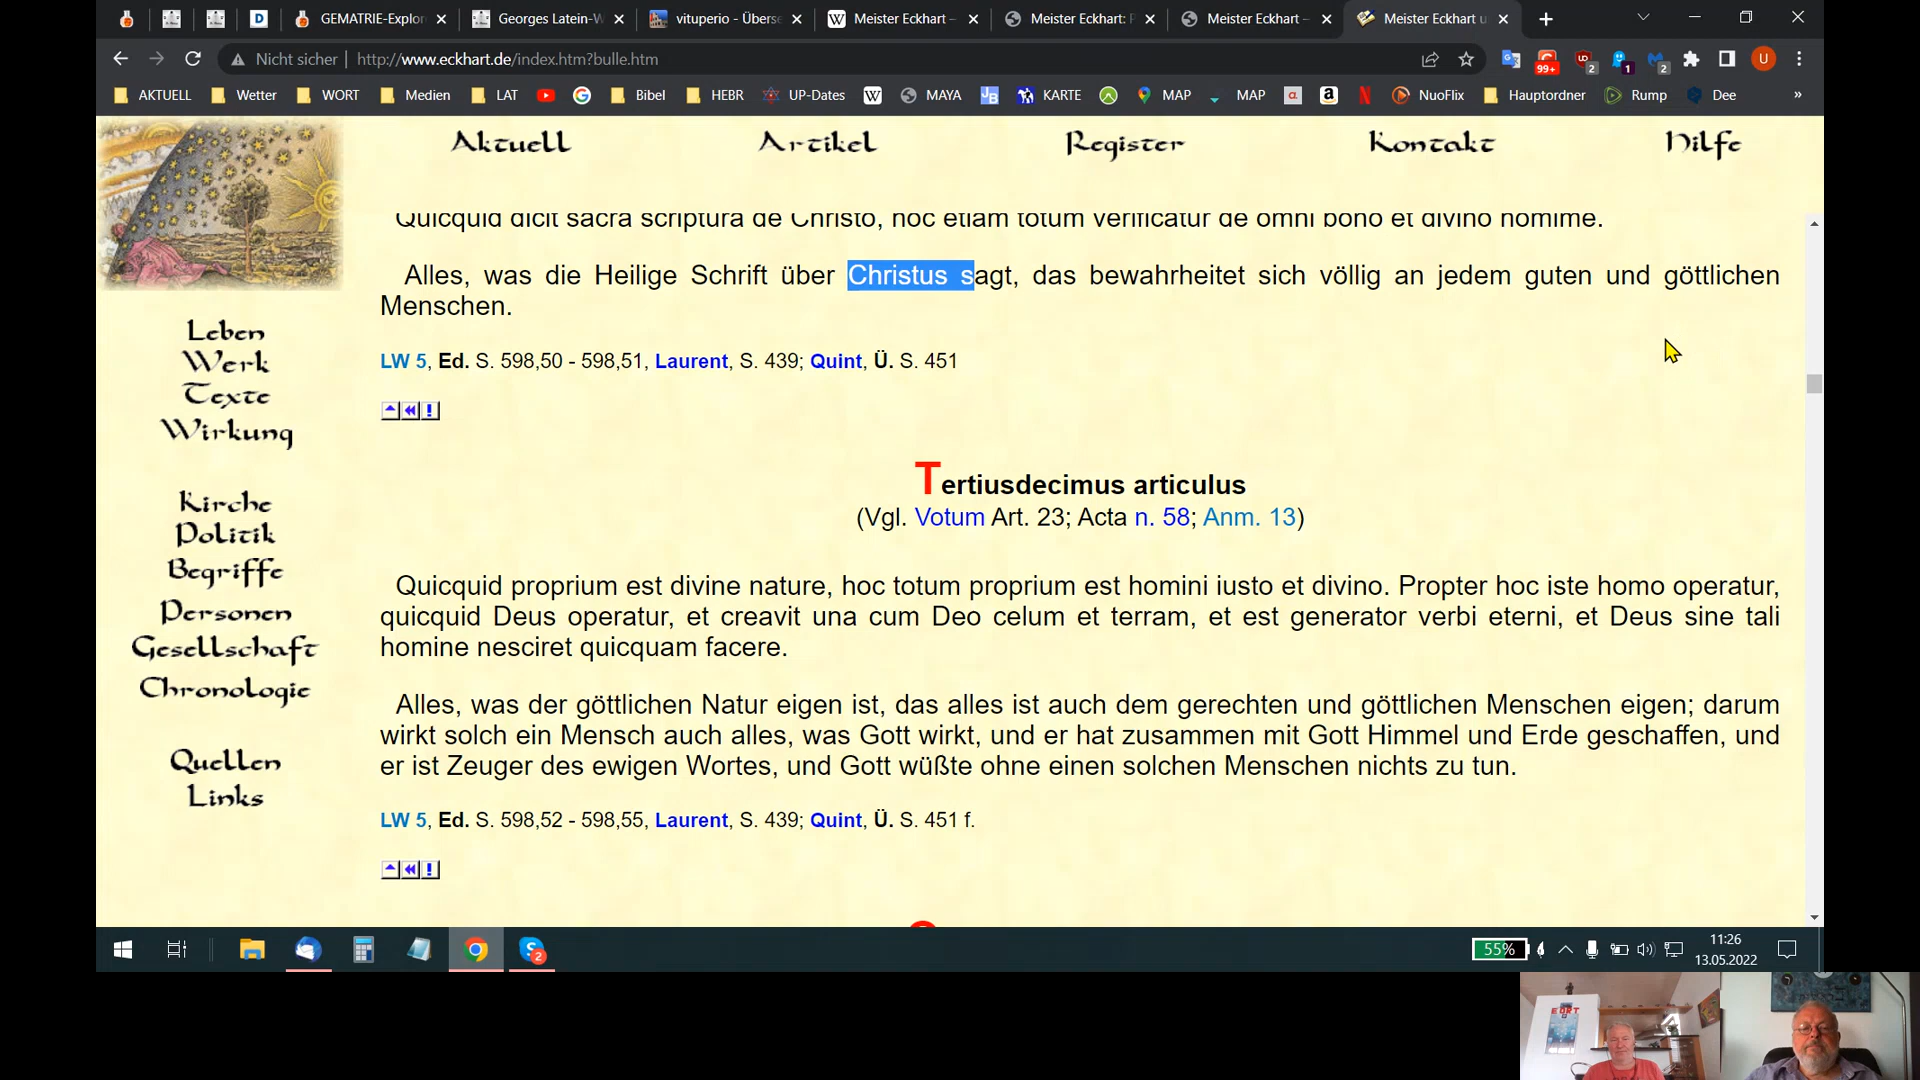 GEMATRIE-Explor
Georges Latein-W
vituperio - Überse
Meister Eckhart –
Meister Eckhart: P
Meister Eckhart –
Meister Eckhart u
Nicht sicher | http://www.eckhart.de/index.htm?bulle.htm
99+ 2 1 2 U
AKTUELL Wetter WORT Medien LAT Bibel HEBR UP-Dates MAYA KARTE MAP MAP NuoFlix Hauptordner Rump Dee »
Aktuell Artikel Register Kontakt Hilfe
Quicquid dicit sacra scriptura de Christo, hoc etiam totum verificatur de omni bono et divino homime.
Alles, was die Heilige Schrift über Christus sagt, das bewahrheitet sich völlig an jedem guten und göttlichen
Menschen.
LW 5, Ed. S. 598,50 - 598,51, Laurent, S. 439; Quint, Ü. S. 451
Leben
Werk
Texte
Wirkung
Kirche
Politik
Begriffe
Personen
Gesellschaft
Chronologie
Quellen
Links
Tertiusdecimus articulus
(Vgl. Votum Art. 23; Acta n. 58; Anm. 13)
Quicquid proprium est divine nature, hoc totum proprium est homini iusto et divino. Propter hoc iste homo operatur,
quicquid Deus operatur, et creavit una cum Deo celum et terram, et est generator verbi eterni, et Deus sine tali
homine nesciret quicquam facere.
Alles, was der göttlichen Natur eigen ist, das alles ist auch dem gerechten und göttlichen Menschen eigen; darum
wirkt solch ein Mensch auch alles, was Gott wirkt, und er hat zusammen mit Gott Himmel und Erde geschaffen, und
er ist Zeuger des ewigen Wortes, und Gott wüßte ohne einen solchen Menschen nichts zu tun.
LW 5, Ed. S. 598,52 - 598,55, Laurent, S. 439; Quint, Ü. S. 451 f.
55%
11:26
13.05.2022